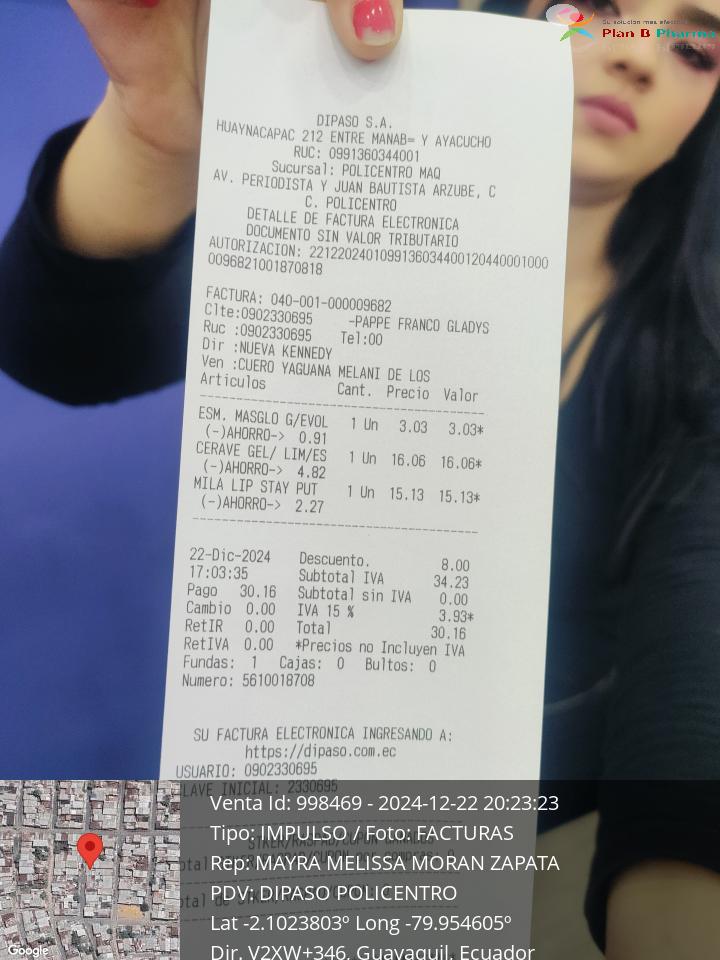 Su solución más efectiva
Plan B Pharma
DIPASO S.A.
HUAYNACAPAC 212 ENTRE MANAB= Y AYACUCHO
RUC: 0991360344001
Sucursal: POLICENTRO MAQ
AV. PERIODISTA Y JUAN BAUTISTA ARZUBE, C
C. POLICENTRO
DETALLE DE FACTURA ELECTRONICA
DOCUMENTO SIN VALOR TRIBUTARIO
AUTORIZACION: 221220240109913603440012044000100​0
0096821001870818
FACTURA: 040-001-000009682
Clte:0902330695 -PAPPE FRANCO GLADYS
Ruc :0902330695 Tel:00
Dir :NUEVA KENNEDY
Ven :CUERO YAGUANA MELANI DE LOS
Articulos Cant. Precio Valor
ESM. MASGLO G/EVOL 1 Un 3.03 3.03*
(-)AHORRO-> 0.91
CERAVE GEL/ LIM/ES 1 Un 16.06 16.06*
(-)AHORRO-> 4.82
MILA LIP STAY PUT 1 Un 15.13 15.13*
(-)AHORRO-> 2.27
22-Dic-2024 Descuento. 8.00
17:03:35 Subtotal IVA 34.23
Pago 30.16 Subtotal sin IVA 0.00
Cambio 0.00 IVA 15 % 3.93*
RetIR 0.00 Total 30.16
RetIVA 0.00 *Precios no Incluyen IVA
Fundas: 1 Cajas: 0 Bultos: 0
Numero: 5610018708
SU FACTURA ELECTRONICA INGRESANDO A:
https://dipaso.com.ec
USUARIO: 0902330695
CLAVE INICIAL: 2330695
Venta Id: 998469 - 2024-12-22 20:23:23
Tipo: IMPULSO / Foto: FACTURAS
Rep: MAYRA MELISSA MORAN ZAPATA
PDV: DIPASO POLICENTRO
Lat -2.1023803º Long -79.954605º
Dir. V2XW+346, Guayaquil, Ecuador
Google